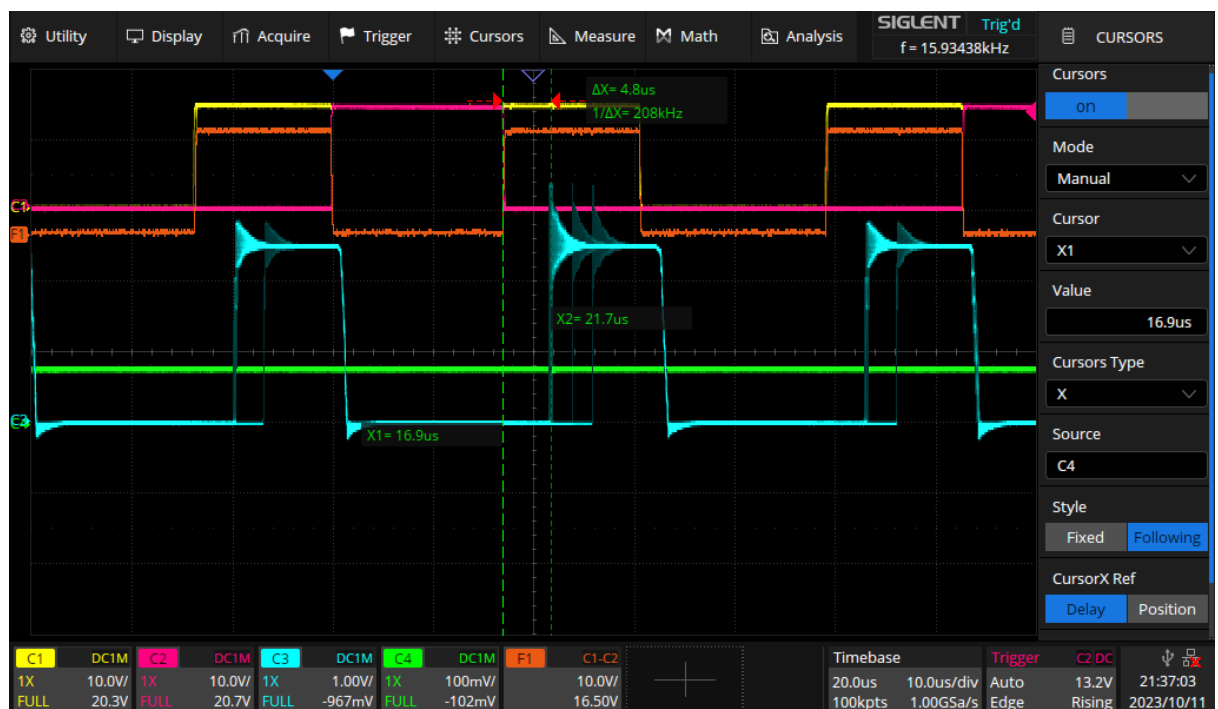 Utility Display Acquire Trigger Cursors Measure Math Analysis SIGLENT Trig'd
f = 15.93438kHz
CURSORS
Cursors
on
Mode
Manual
Cursor
X1
Value
16.9us
Cursors Type
X
Source
C4
Style
Fixed Following
CursorX Ref
Delay Position
ΔX= 4.8us
1/ΔX= 208kHz
F1
X2= 21.7us
X1= 16.9us
C1 DC1M C2 DC1M C3 DC1M C4 DC1M F1 C1-C2
1X 10.0V/ 1X 10.0V/ 1X 1.00V/ 1X 100mV/ 10.0V/
FULL 20.3V FULL 20.7V FULL -967mV FULL -102mV 16.50V
Timebase Trigger C2 DC
20.0us 10.0us/div Auto 13.2V 21:37:03
100kpts 1.00GSa/s Edge Rising 2023/10/11